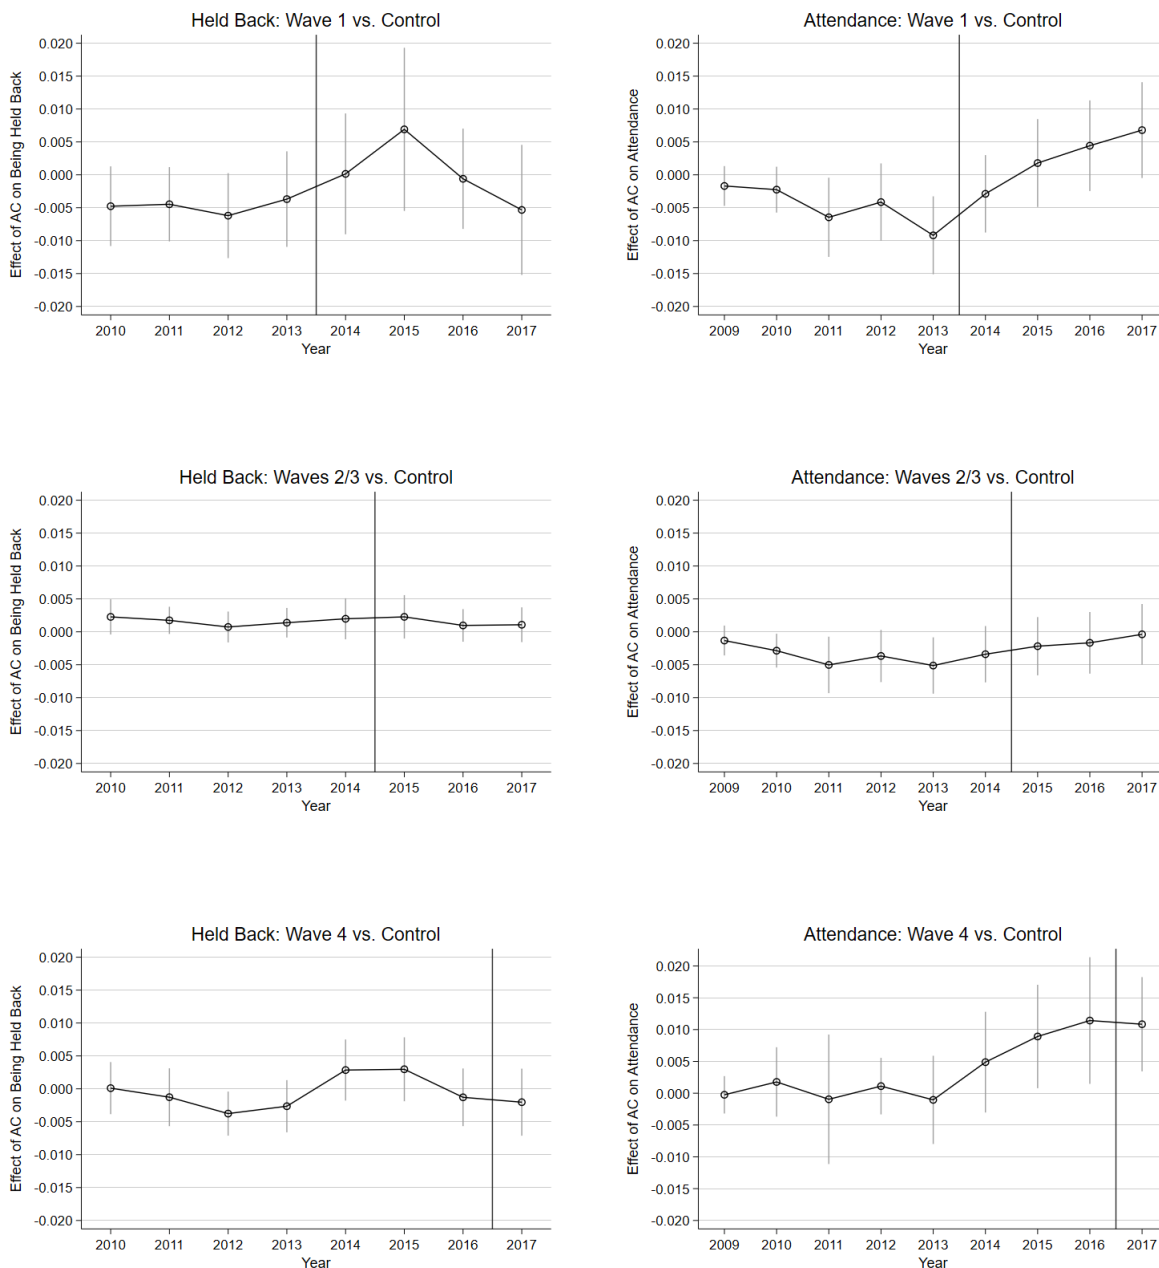 Held Back: Wave 1 vs. Control
Effect of AC on Being Held Back
0.020
0.015
0.010
0.005
0.000
-0.005
-0.010
-0.015
-0.020
2010 2011 2012 2013 2014 2015 2016 2017
Year
Attendance: Wave 1 vs. Control
Effect of AC on Attendance
0.020
0.015
0.010
0.005
0.000
-0.005
-0.010
-0.015
-0.020
2009 2010 2011 2012 2013 2014 2015 2016 2017
Year
Held Back: Waves 2/3 vs. Control
Effect of AC on Being Held Back
0.020
0.015
0.010
0.005
0.000
-0.005
-0.010
-0.015
-0.020
2010 2011 2012 2013 2014 2015 2016 2017
Year
Attendance: Waves 2/3 vs. Control
Effect of AC on Attendance
0.020
0.015
0.010
0.005
0.000
-0.005
-0.010
-0.015
-0.020
2009 2010 2011 2012 2013 2014 2015 2016 2017
Year
Held Back: Wave 4 vs. Control
Effect of AC on Being Held Back
0.020
0.015
0.010
0.005
0.000
-0.005
-0.010
-0.015
-0.020
2010 2011 2012 2013 2014 2015 2016 2017
Year
Attendance: Wave 4 vs. Control
Effect of AC on Attendance
0.020
0.015
0.010
0.005
0.000
-0.005
-0.010
-0.015
-0.020
2009 2010 2011 2012 2013 2014 2015 2016 2017
Year